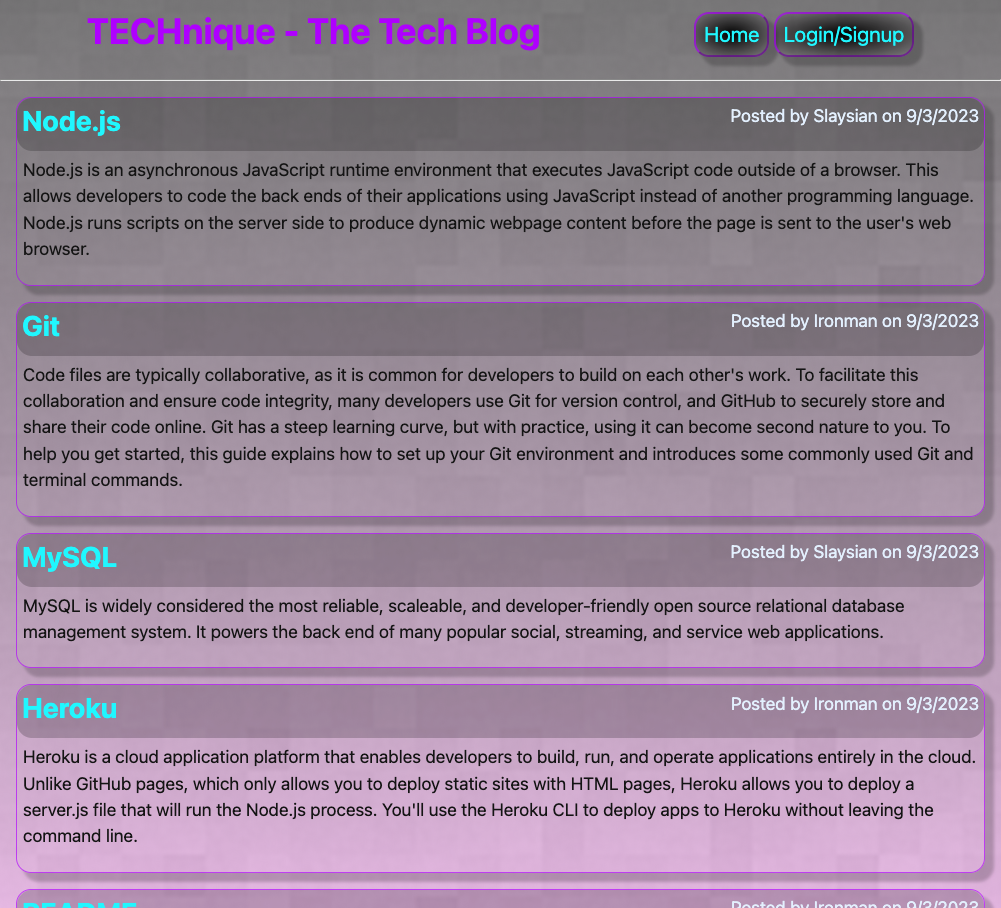 TECHnique - The Tech Blog
Home
Login/Signup
Node.js
Posted by Slaysian on 9/3/2023
Node.js is an asynchronous JavaScript runtime environment that executes JavaScript code outside of a browser. This
allows developers to code the back ends of their applications using JavaScript instead of another programming language.
Node.js runs scripts on the server side to produce dynamic webpage content before the page is sent to the user's web
browser.
Git
Posted by Ironman on 9/3/2023
Code files are typically collaborative, as it is common for developers to build on each other's work. To facilitate this
collaboration and ensure code integrity, many developers use Git for version control, and GitHub to securely store and
share their code online. Git has a steep learning curve, but with practice, using it can become second nature to you. To
help you get started, this guide explains how to set up your Git environment and introduces some commonly used Git and
terminal commands.
MySQL
Posted by Slaysian on 9/3/2023
MySQL is widely considered the most reliable, scaleable, and developer-friendly open source relational database
management system. It powers the back end of many popular social, streaming, and service web applications.
Heroku
Posted by Ironman on 9/3/2023
Heroku is a cloud application platform that enables developers to build, run, and operate applications entirely in the cloud.
Unlike GitHub pages, which only allows you to deploy static sites with HTML pages, Heroku allows you to deploy a
server.js file that will run the Node.js process. You'll use the Heroku CLI to deploy apps to Heroku without leaving the
command line.
README
Posted by Ironman on 9/3/2023